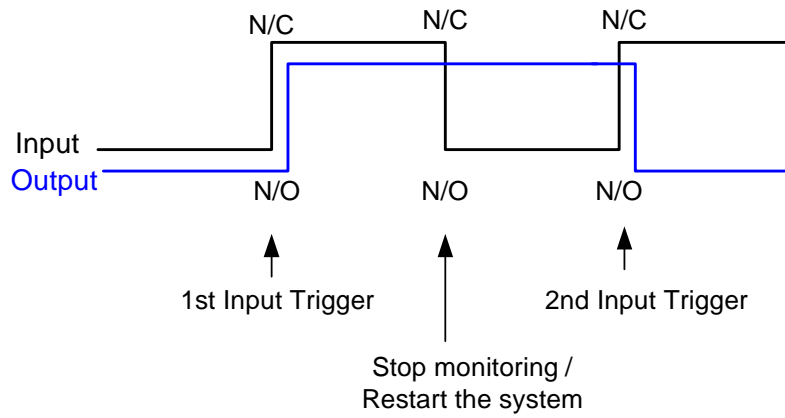 N/C N/C N/C
Input
Output
N/O N/O N/O
1st Input Trigger 2nd Input Trigger
Stop monitoring /
Restart the system